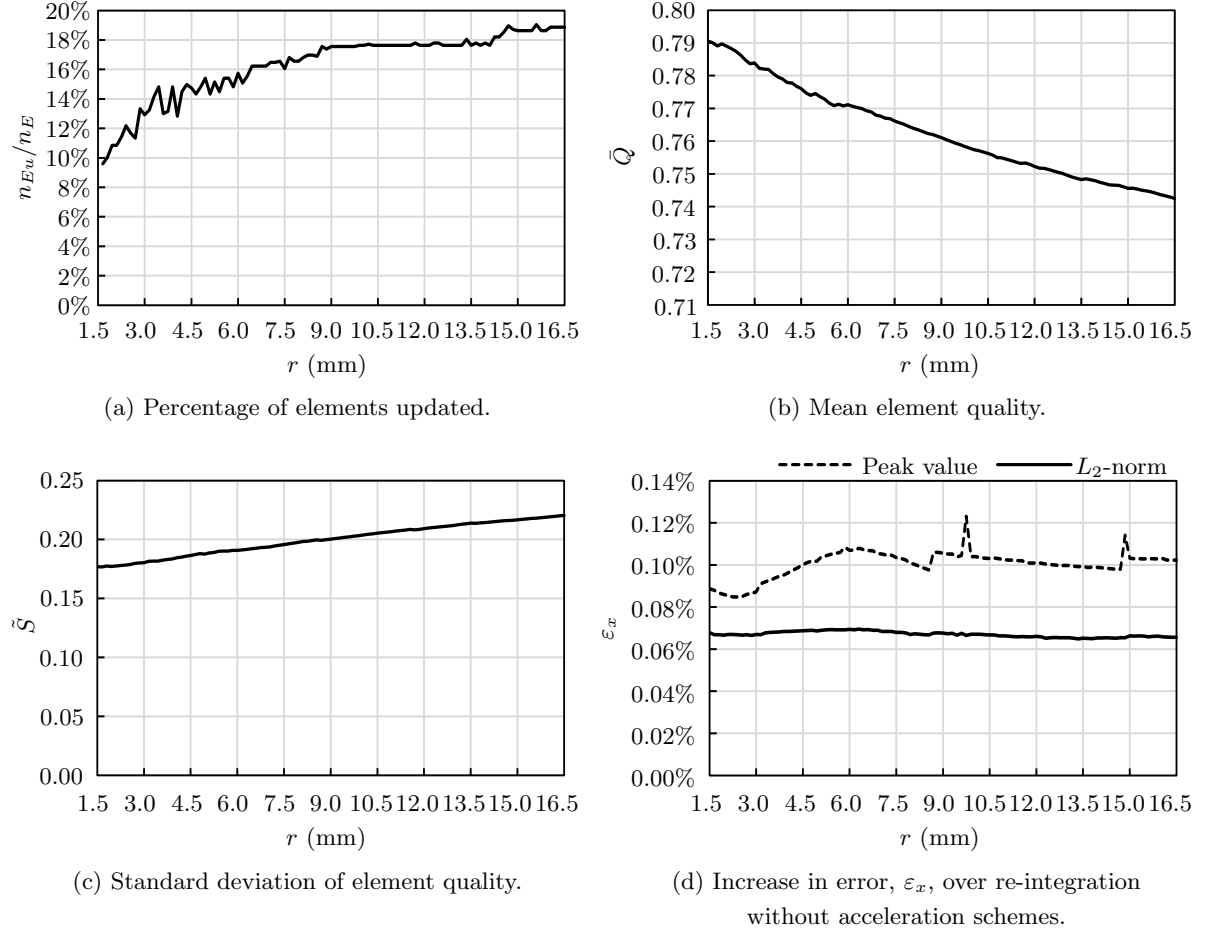 20%
18%
16%
14%
12%
10%
8%
6%
4%
2%
0%
n_{Eu}/n_E
1.5 3.0 4.5 6.0 7.5 9.0 10.5 12.0 13.5 15.0 16.5
r (mm)
(a) Percentage of elements updated.
0.80
0.79
0.78
0.77
0.76
0.75
0.74
0.73
0.72
0.71
Q̄
1.5 3.0 4.5 6.0 7.5 9.0 10.5 12.0 13.5 15.0 16.5
r (mm)
(b) Mean element quality.
0.25
0.20
0.15
0.10
0.05
0.00
S̃
1.5 3.0 4.5 6.0 7.5 9.0 10.5 12.0 13.5 15.0 16.5
r (mm)
(c) Standard deviation of element quality.
Peak value L₂-norm
0.14%
0.12%
0.10%
0.08%
0.06%
0.04%
0.02%
0.00%
ε_x
1.5 3.0 4.5 6.0 7.5 9.0 10.5 12.0 13.5 15.0 16.5
r (mm)
(d) Increase in error, ε_x, over re-integration
without acceleration schemes.